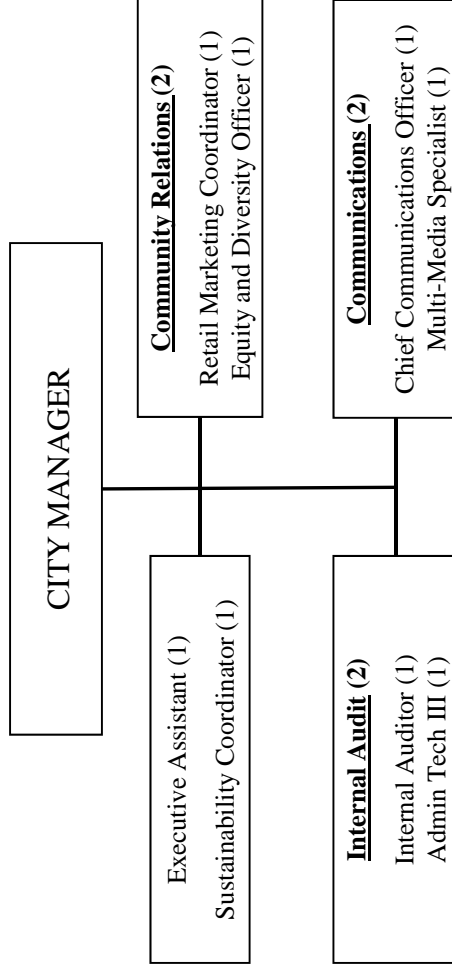 CITY MANAGER
Executive Assistant (1)
Sustainability Coordinator (1)
Community Relations (2)
Retail Marketing Coordinator (1)
Equity and Diversity Officer (1)
Internal Audit (2)
Internal Auditor (1)
Admin Tech III (1)
Communications (2)
Chief Communications Officer (1)
Multi-Media Specialist (1)